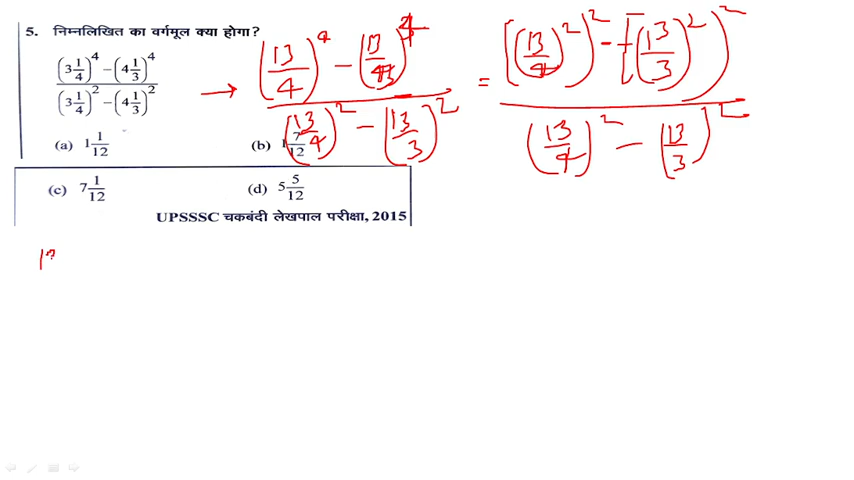 5. निम्नलिखित का वर्गमूल क्या होगा?
(3 1/4)^4 − (4 1/3)^4 / (3 1/4)^2 − (4 1/3)^2
→ (13/4)^4 − (13/3)^4 / (13/4)^2 − (13/3)^2 = [(13/4)^2]^2 − [(13/3)^2]^2 / (13/4)^2 − (13/3)^2
(a) 1 1/12 (b) 1 7/12
(c) 7 1/12 (d) 5 5/12
UPSSSC चकबंदी लेखपाल परीक्षा, 2015